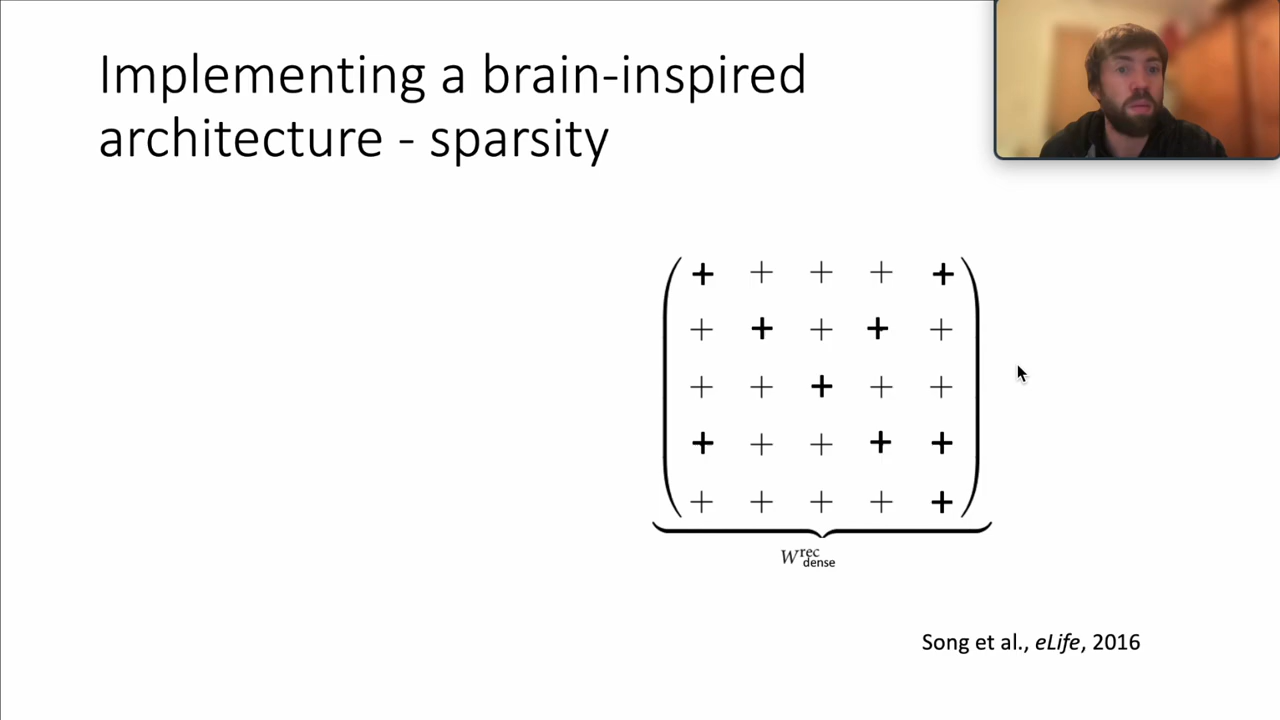 Implementing a brain-inspired
architecture - sparsity
+ + + + +
+ + + + +
+ + + + +
+ + + + +
+ + + + +
W rec dense
Song et al., eLife, 2016